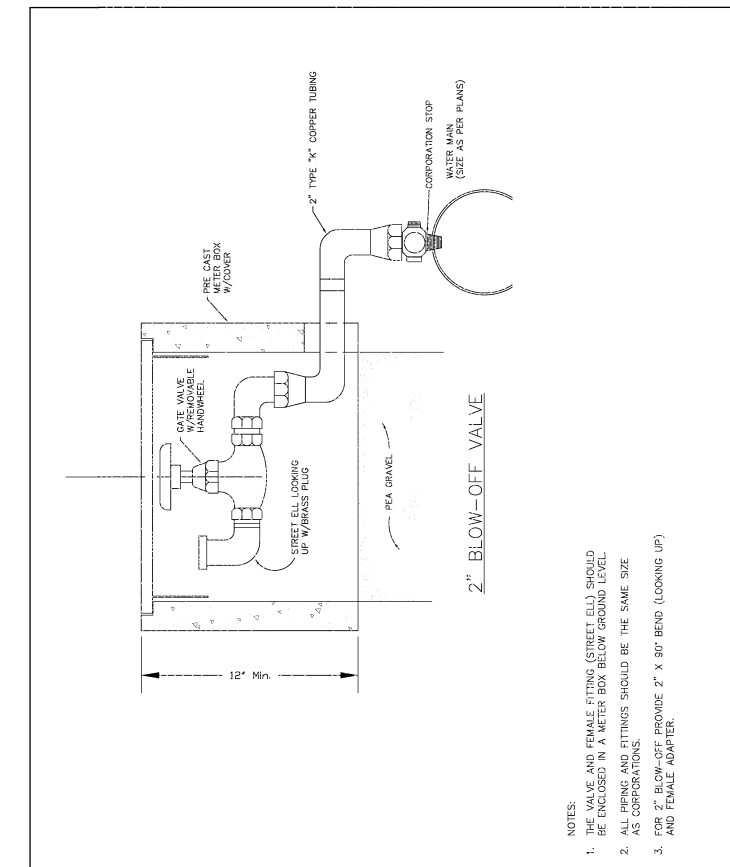 2" TYPE "K" COPPER TUBING
CORPORATION STOP
WATER MAIN
(SIZE AS PER PLANS)
PRE CAST
METER BOX
W/COVER
GATE VALVE
W/REMOVABLE
HANDWHEEL
STREET ELL LOOKING
UP W/BRASS PLUG
PEA GRAVEL
12" Min.
2" BLOW-OFF VALVE
NOTES:
1. THE VALVE AND FEMALE FITTING (STREET ELL) SHOULD
BE ENCLOSED IN A METER BOX BELOW GROUND LEVEL.
2. ALL PIPING AND FITTINGS SHOULD BE THE SAME SIZE
AS CORPORATIONS.
3. FOR 2" BLOW-OFF PROVIDE 2" X 90° BEND (LOOKING UP)
AND FEMALE ADAPTER.